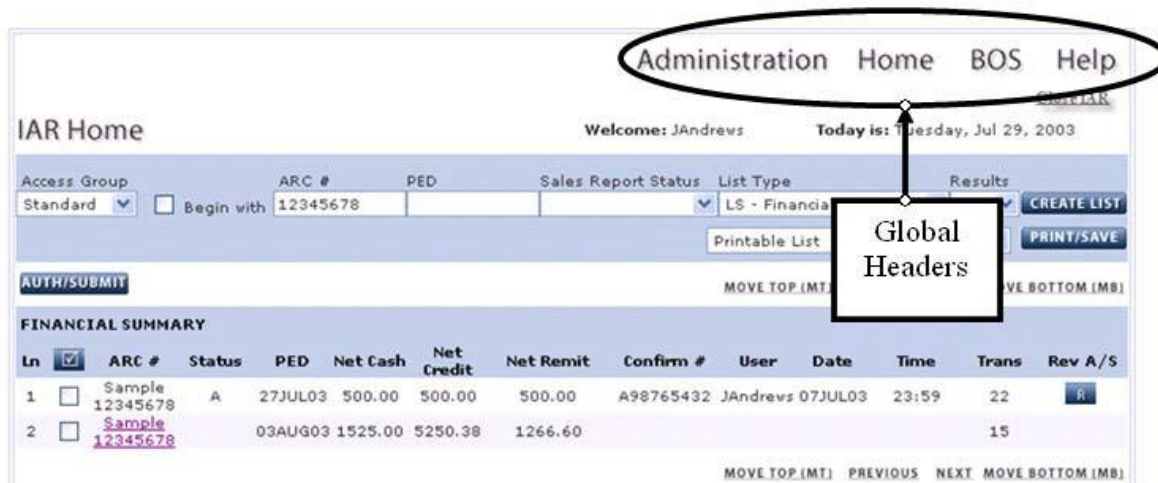 Administration Home BOS Help
Close IAR
IAR Home Welcome: JAndrews Today is: Tuesday, Jul 29, 2003
Access Group ARC # PED Sales Report Status List Type Results
Standard Begin with 12345678 LS - Financia CREATE LIST
Printable List PRINT/SAVE
Global
Headers
AUTH/SUBMIT MOVE TOP (MT) MOVE BOTTOM (MB)
FINANCIAL SUMMARY
Ln ARC # Status PED Net Cash Net Credit Net Remit Confirm # User Date Time Trans Rev A/S
1 Sample 12345678 A 27JUL03 500.00 500.00 500.00 A98765432 JAndrews 07JUL03 23:59 22 R
2 Sample 12345678 03AUG03 1525.00 5250.38 1266.60 15
MOVE TOP (MT) PREVIOUS NEXT MOVE BOTTOM (MB)